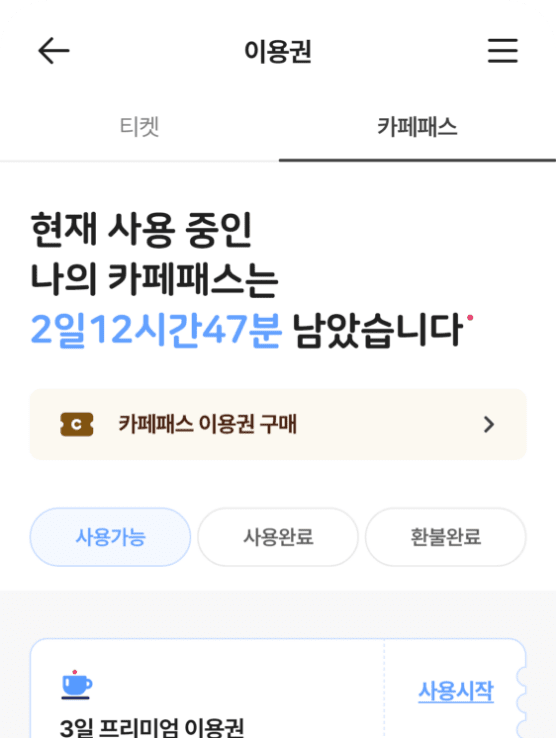 이용권
티켓 카페패스
현재 사용 중인
나의 카페패스는
2일12시간47분 남았습니다
C 카페패스 이용권 구매
사용가능 사용완료 환불완료
사용시작
3일 프리미엄 이용권